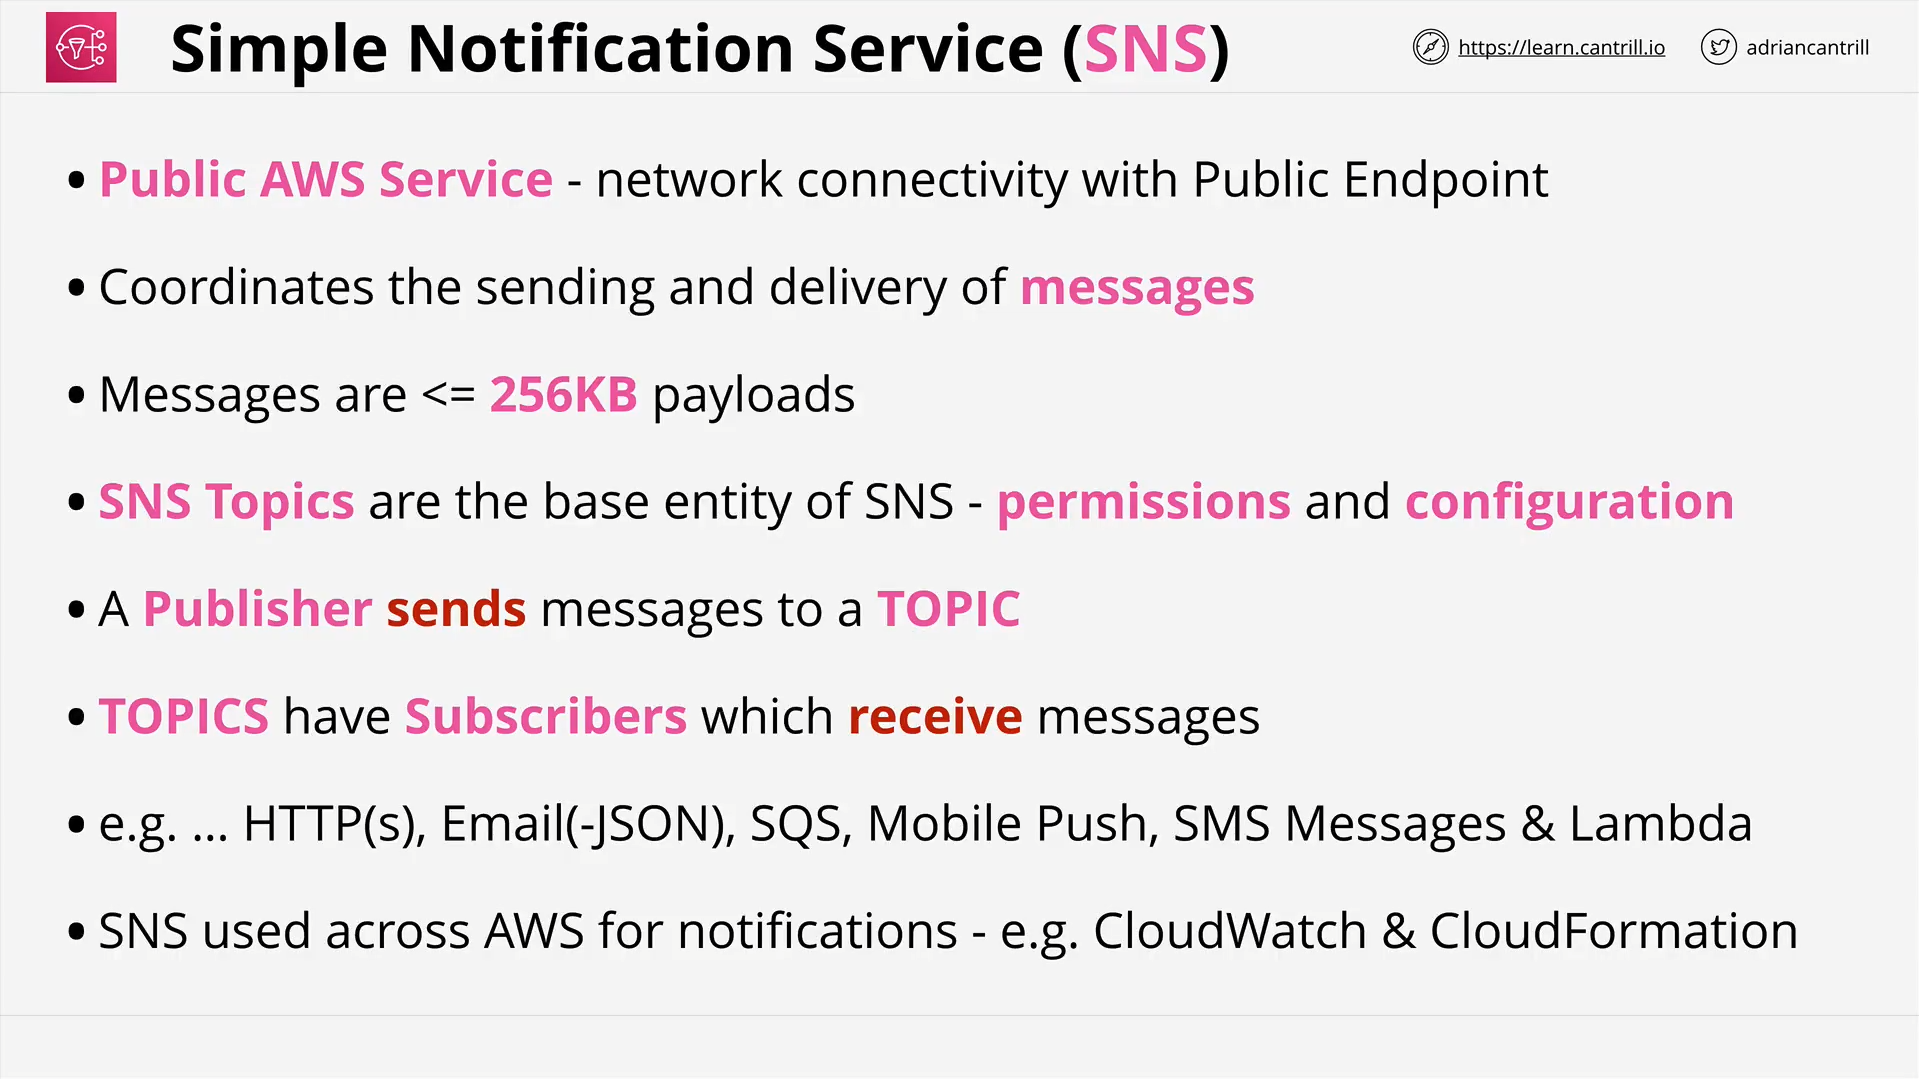 Simple Notification Service (SNS)
https://learn.cantrill.io
adriancantrill
• Public AWS Service - network connectivity with Public Endpoint
• Coordinates the sending and delivery of messages
• Messages are <= 256KB payloads
• SNS Topics are the base entity of SNS - permissions and configuration
• A Publisher sends messages to a TOPIC
• TOPICS have Subscribers which receive messages
• e.g. ... HTTP(s), Email(-JSON), SQS, Mobile Push, SMS Messages & Lambda
• SNS used across AWS for notifications - e.g. CloudWatch & CloudFormation